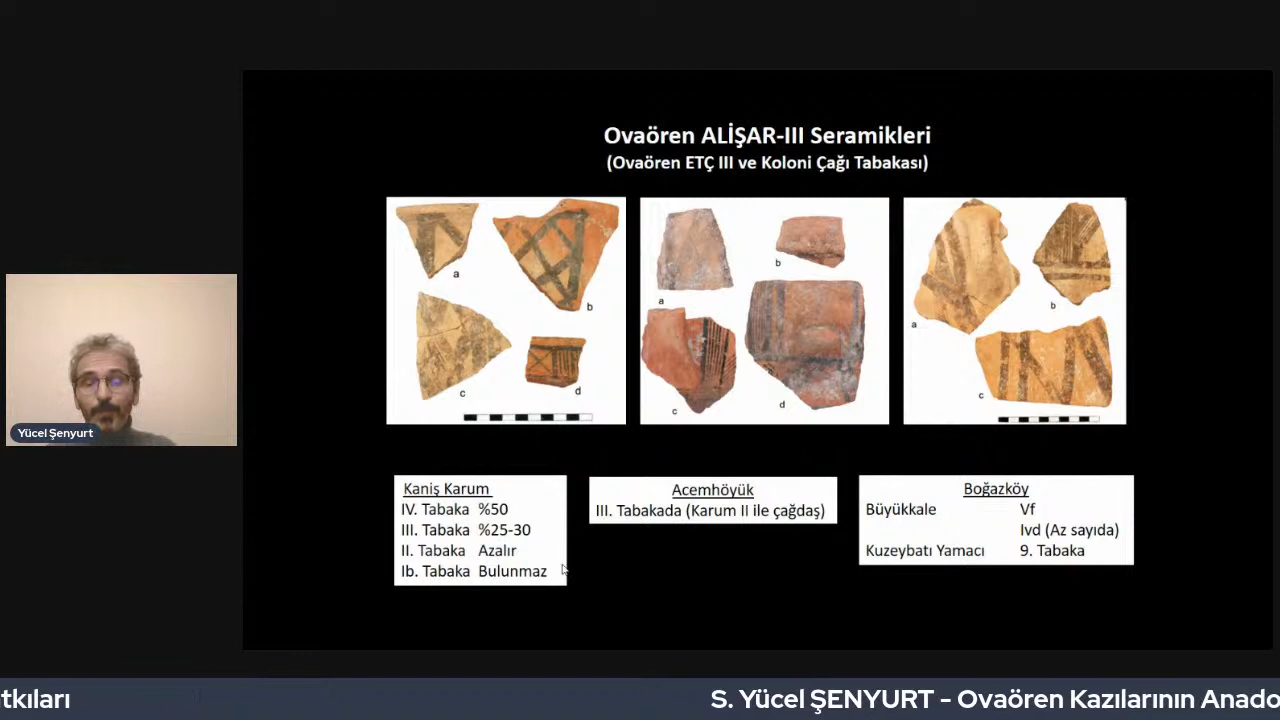 Ovaören ALİŞAR-III Seramikleri
(Ovaören ETÇ III ve Koloni Çağı Tabakası)
a
b
c
d
a
b
c
d
a
b
c
Yücel Şenyurt
Kaniş Karum
IV. Tabaka %50
III. Tabaka %25-30
II. Tabaka Azalır
Ib. Tabaka Bulunmaz
Acemhöyük
III. Tabakada (Karum II ile çağdaş)
Boğazköy
Büyükkale Vf
Ivd (Az sayıda)
Kuzeybatı Yamacı 9. Tabaka
tkıları S. Yücel ŞENYURT - Ovaören Kazılarının Anado